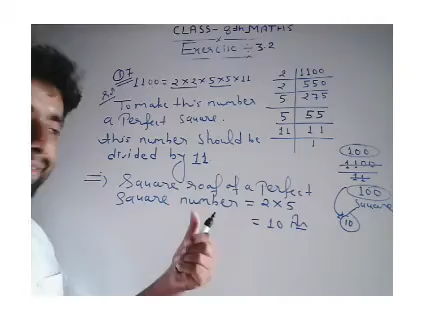 CLASS - 8th MATHS
Exercise ÷ 3.2
Q7
1100 = 2×2×5×5×11
To make this number
a Perfect Square.
this number should be
divided by 11.
=> Square roof of a Perfect
Square number = 2×5
= 10 Ans
2 | 1100
2 | 550
5 | 275
5 | 55
11 | 11
1
100
1100
11
100
square
10